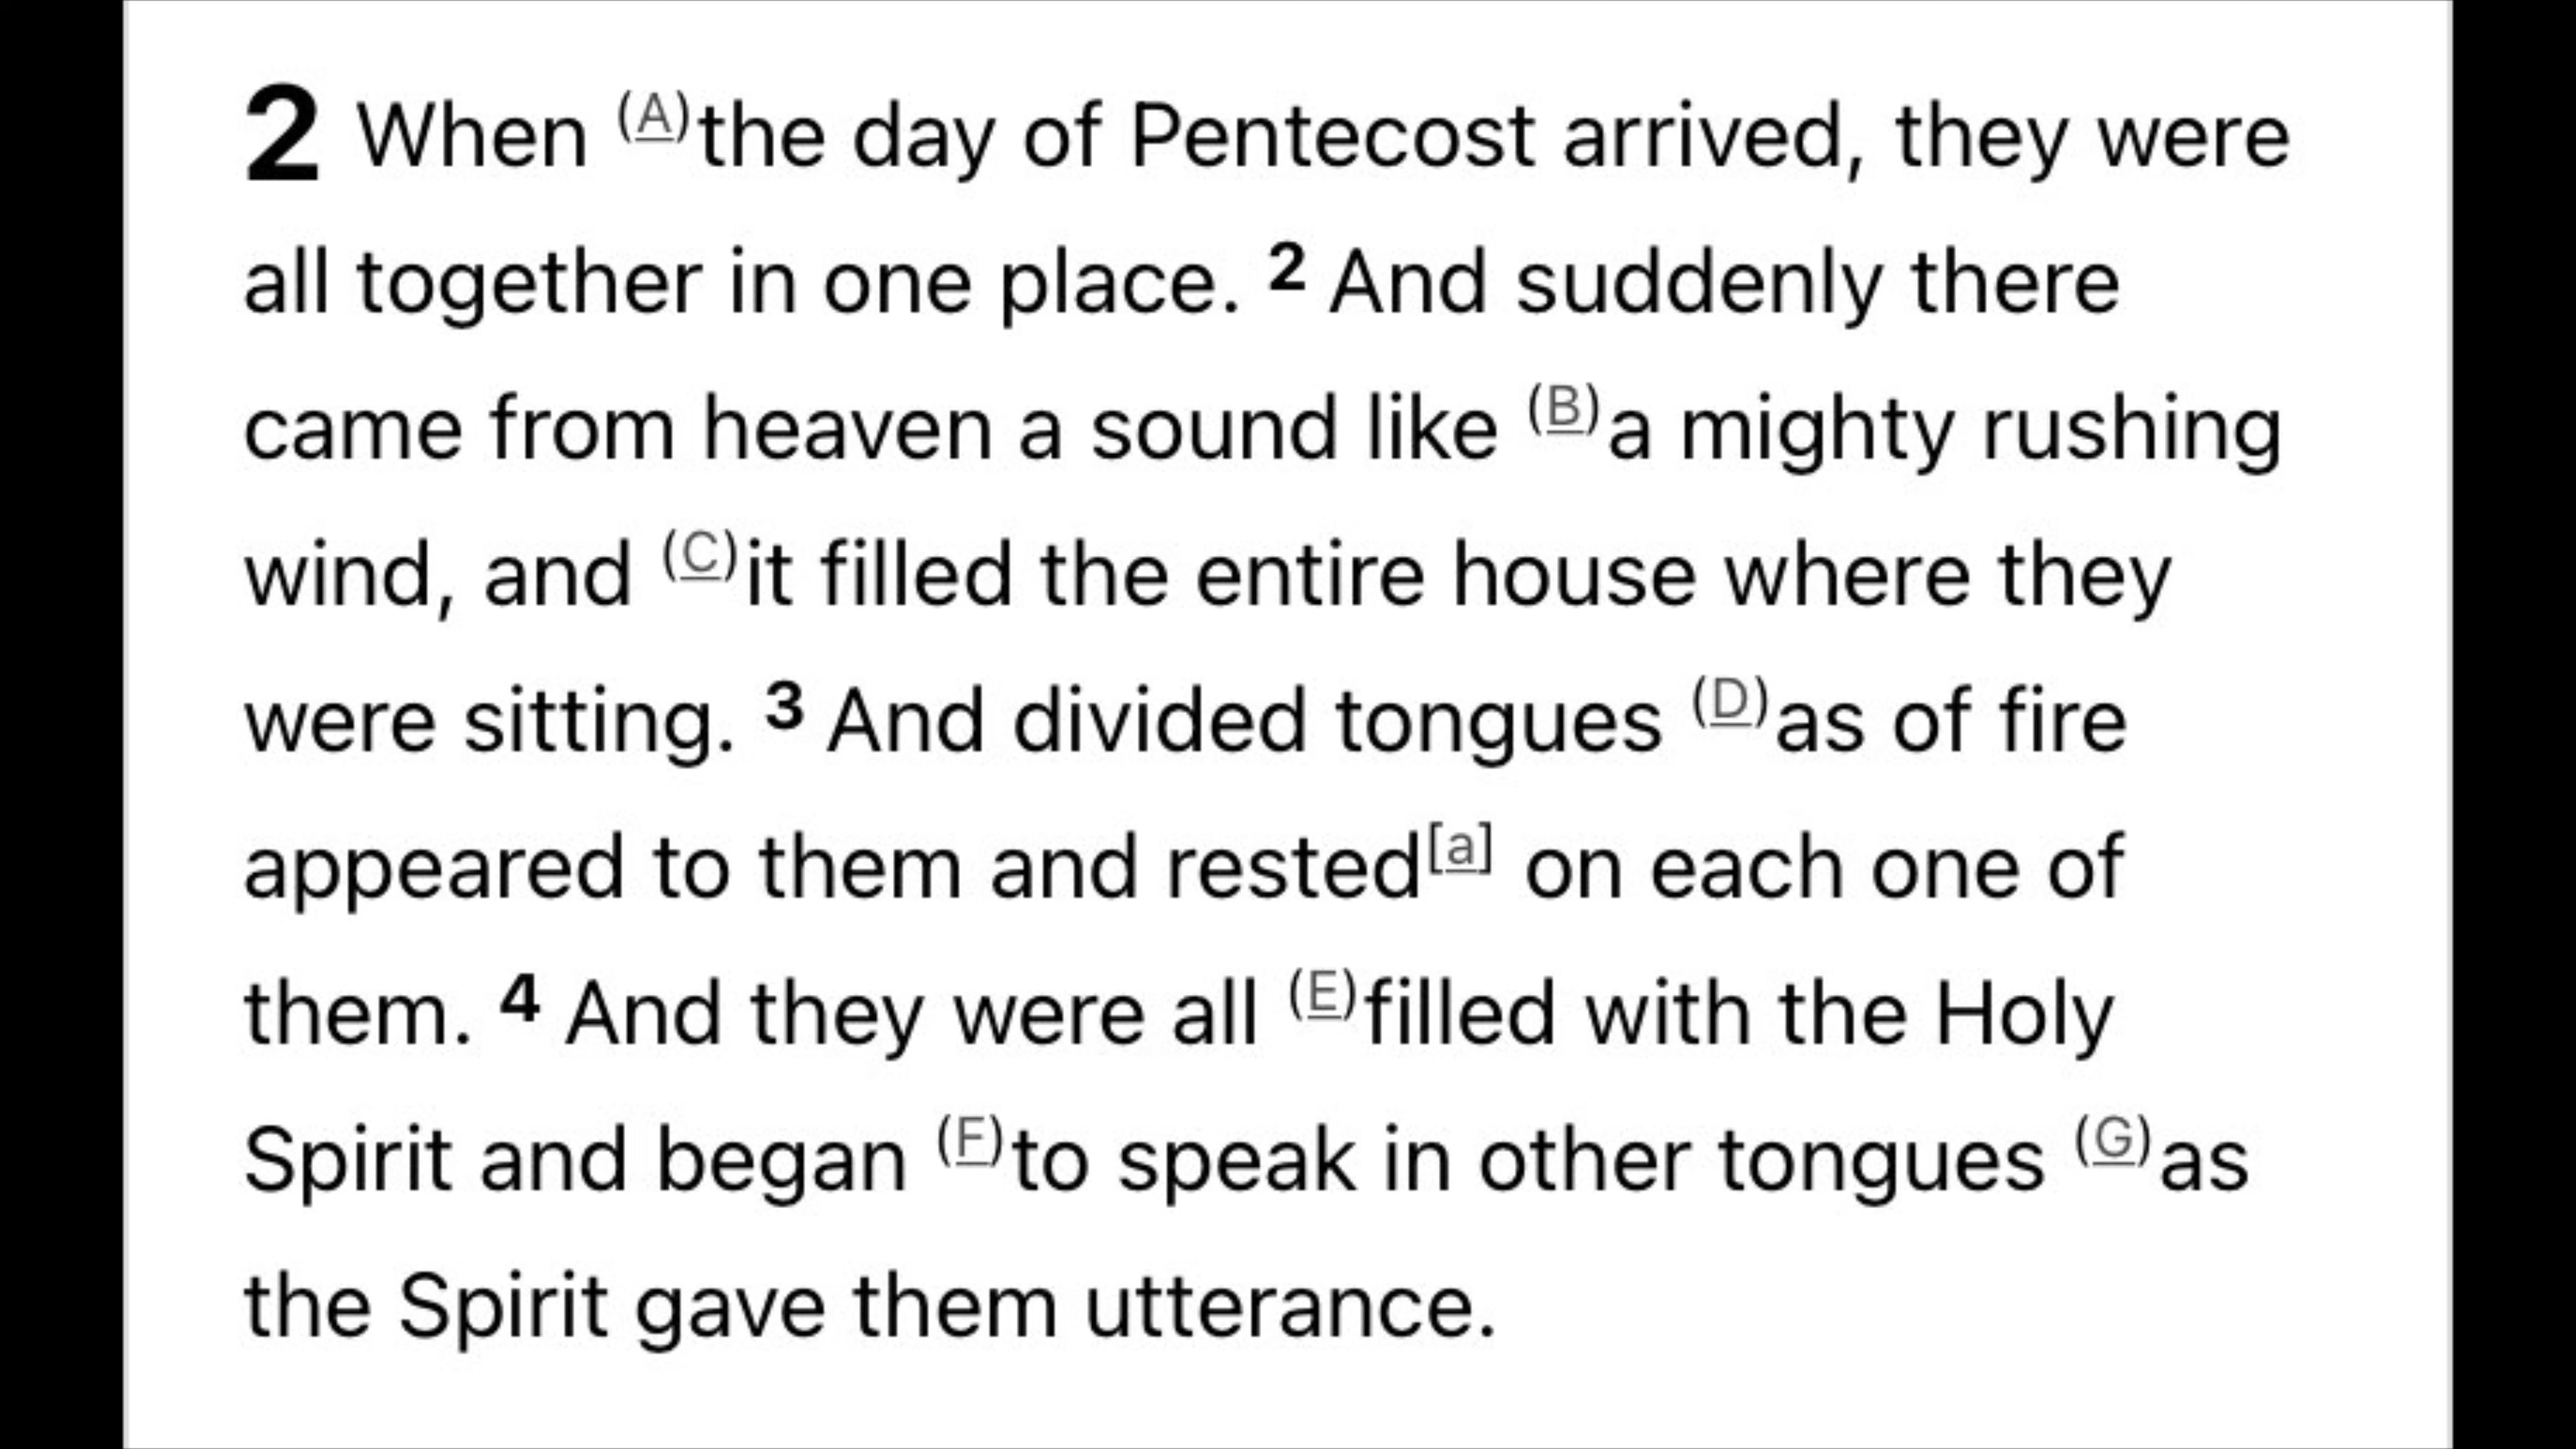 2 When (A)the day of Pentecost arrived, they were
all together in one place. 2 And suddenly there
came from heaven a sound like (B)a mighty rushing
wind, and (C)it filled the entire house where they
were sitting. 3 And divided tongues (D)as of fire
appeared to them and rested[a] on each one of
them. 4 And they were all (E)filled with the Holy
Spirit and began (F)to speak in other tongues (G)as
the Spirit gave them utterance.